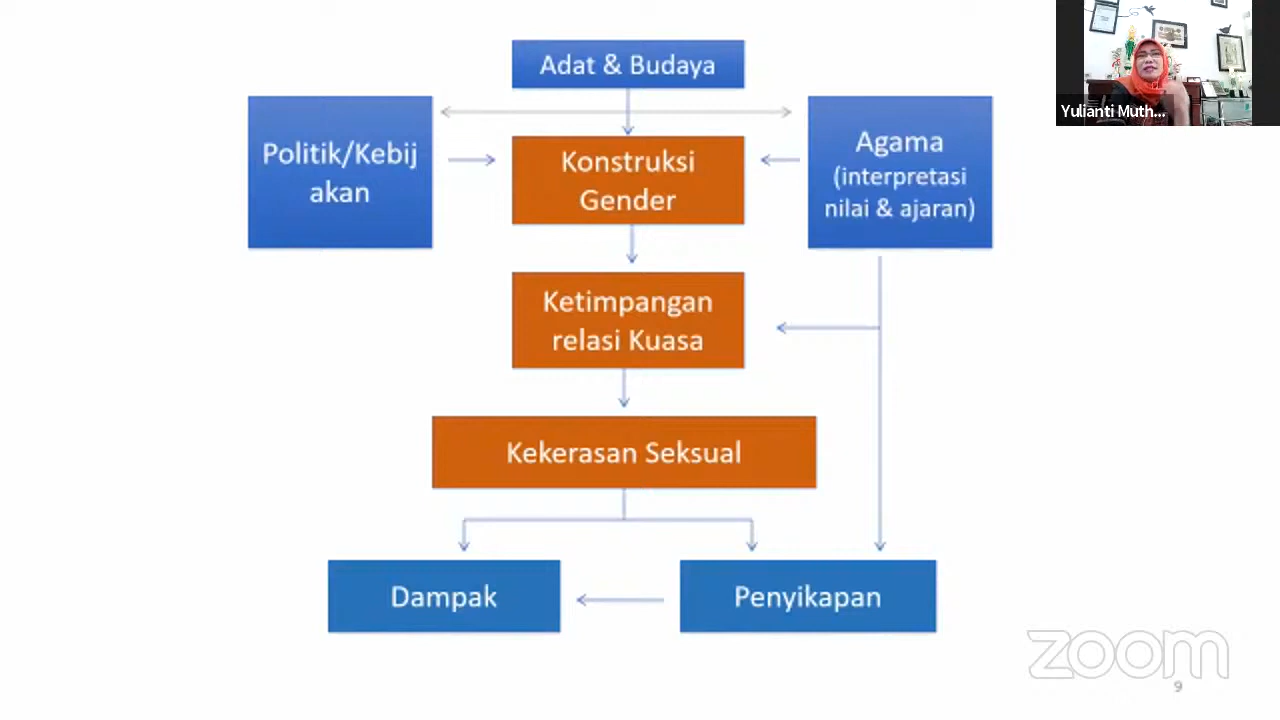 Adat & Budaya
Politik/Kebij
akan
Konstruksi
Gender
Agama
(interpretasi
nilai & ajaran)
Ketimpangan
relasi Kuasa
Kekerasan Seksual
Dampak
Penyikapan
Yulianti Muth...
zoom
9